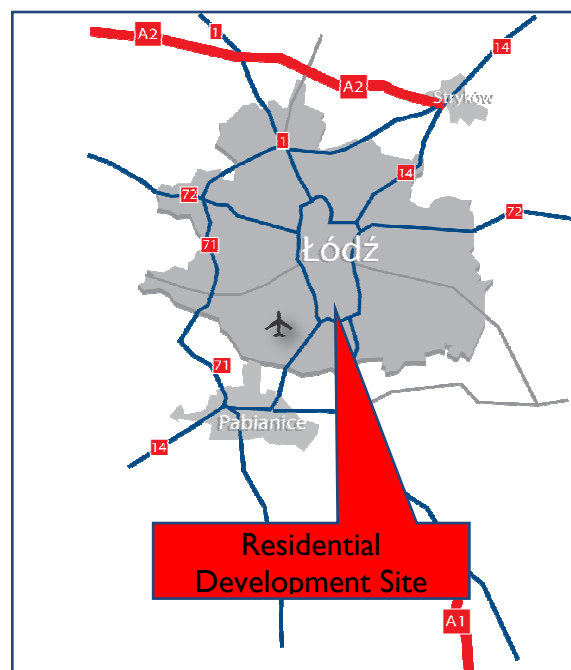 1
A2
14
A2
Stryków
1
14
72
72
71
Łódź
71
Pabianice
14
Residential
Development Site
A1